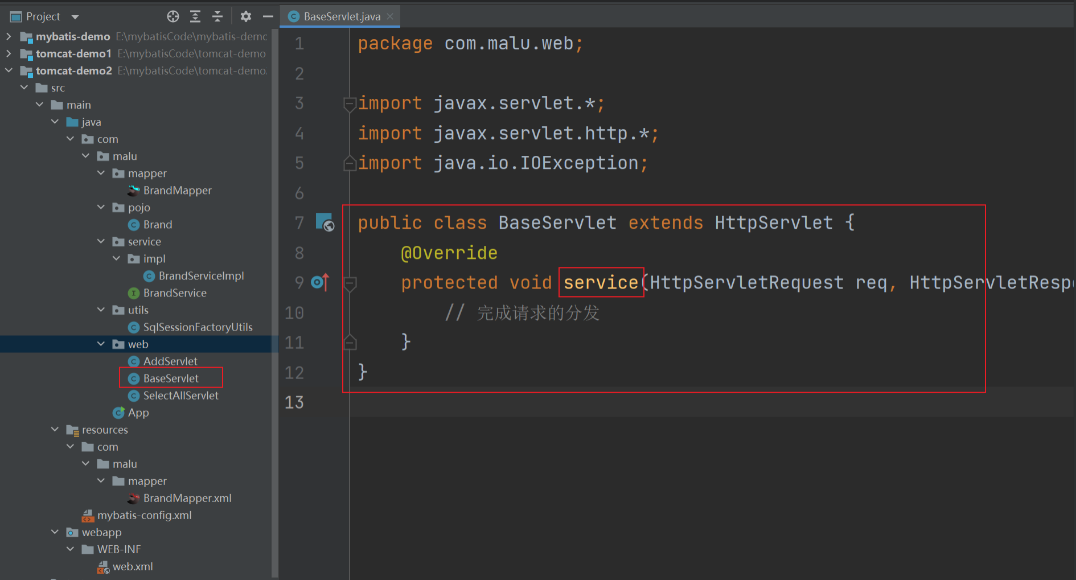 Project
mybatis-demo E:\mybatisCode\mybatis-demo
tomcat-demo1 E:\mybatisCode\tomcat-demo
tomcat-demo2 E:\mybatisCode\tomcat-demo.
src
main
java
com
malu
mapper
BrandMapper
pojo
Brand
service
impl
BrandServiceImpl
BrandService
utils
SqlSessionFactoryUtils
web
AddServlet
BaseServlet
SelectAllServlet
App
resources
com
malu
mapper
BrandMapper.xml
mybatis-config.xml
webapp
WEB-INF
web.xml
BaseServlet.java
1 package com.malu.web;
2
3 import javax.servlet.*;
4 import javax.servlet.http.*;
5 import java.io.IOException;
6
7 public class BaseServlet extends HttpServlet {
8 @Override
9 protected void service(HttpServletRequest req, HttpServletRespo
10 // 完成请求的分发
11 }
12 }
13